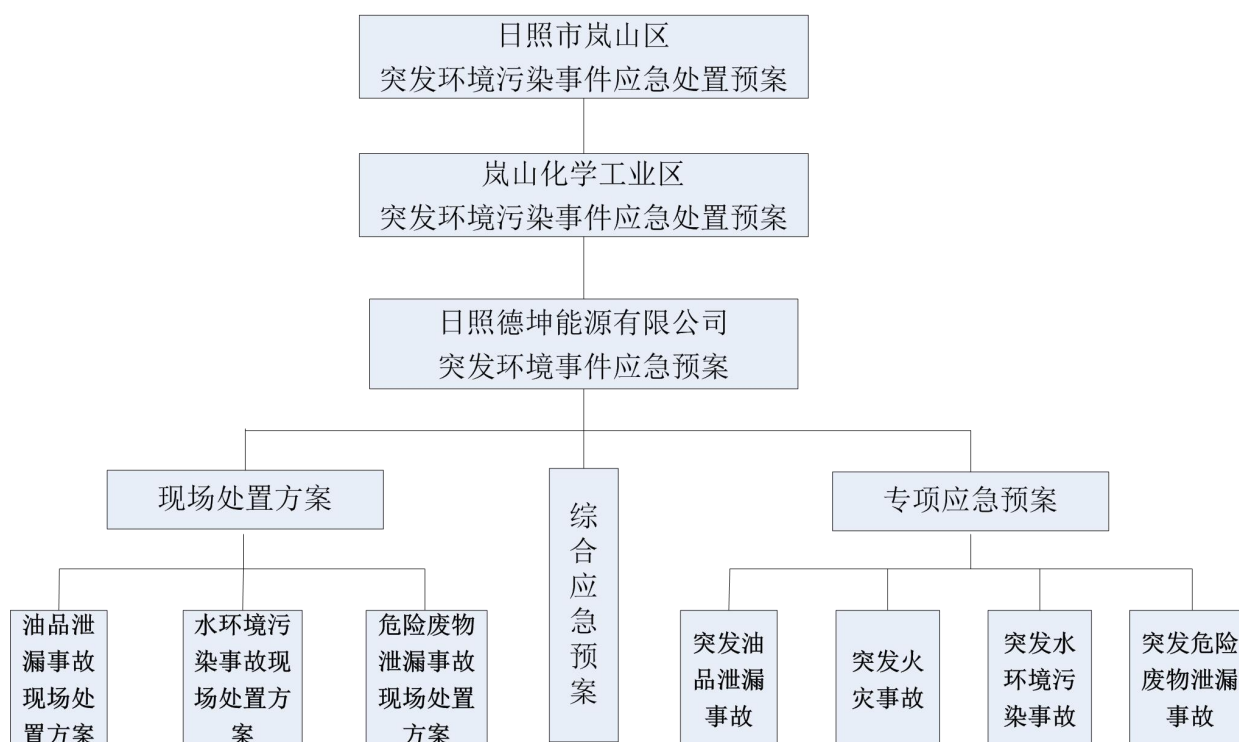 日照市岚山区
突发环境污染事件应急处置预案
岚山化学工业区
突发环境污染事件应急处置预案
日照德坤能源有限公司
突发环境事件应急预案
现场处置方案
综合应急预案
专项应急预案
油品泄
漏事故
现场处
置方案
水环境污
染事故现
场处置方
案
危险废物
泄漏事故
现场处置
方案
突发油
品泄漏
事故
突发火
灾事故
突发水
环境污
染事故
突发危险
废物泄漏
事故